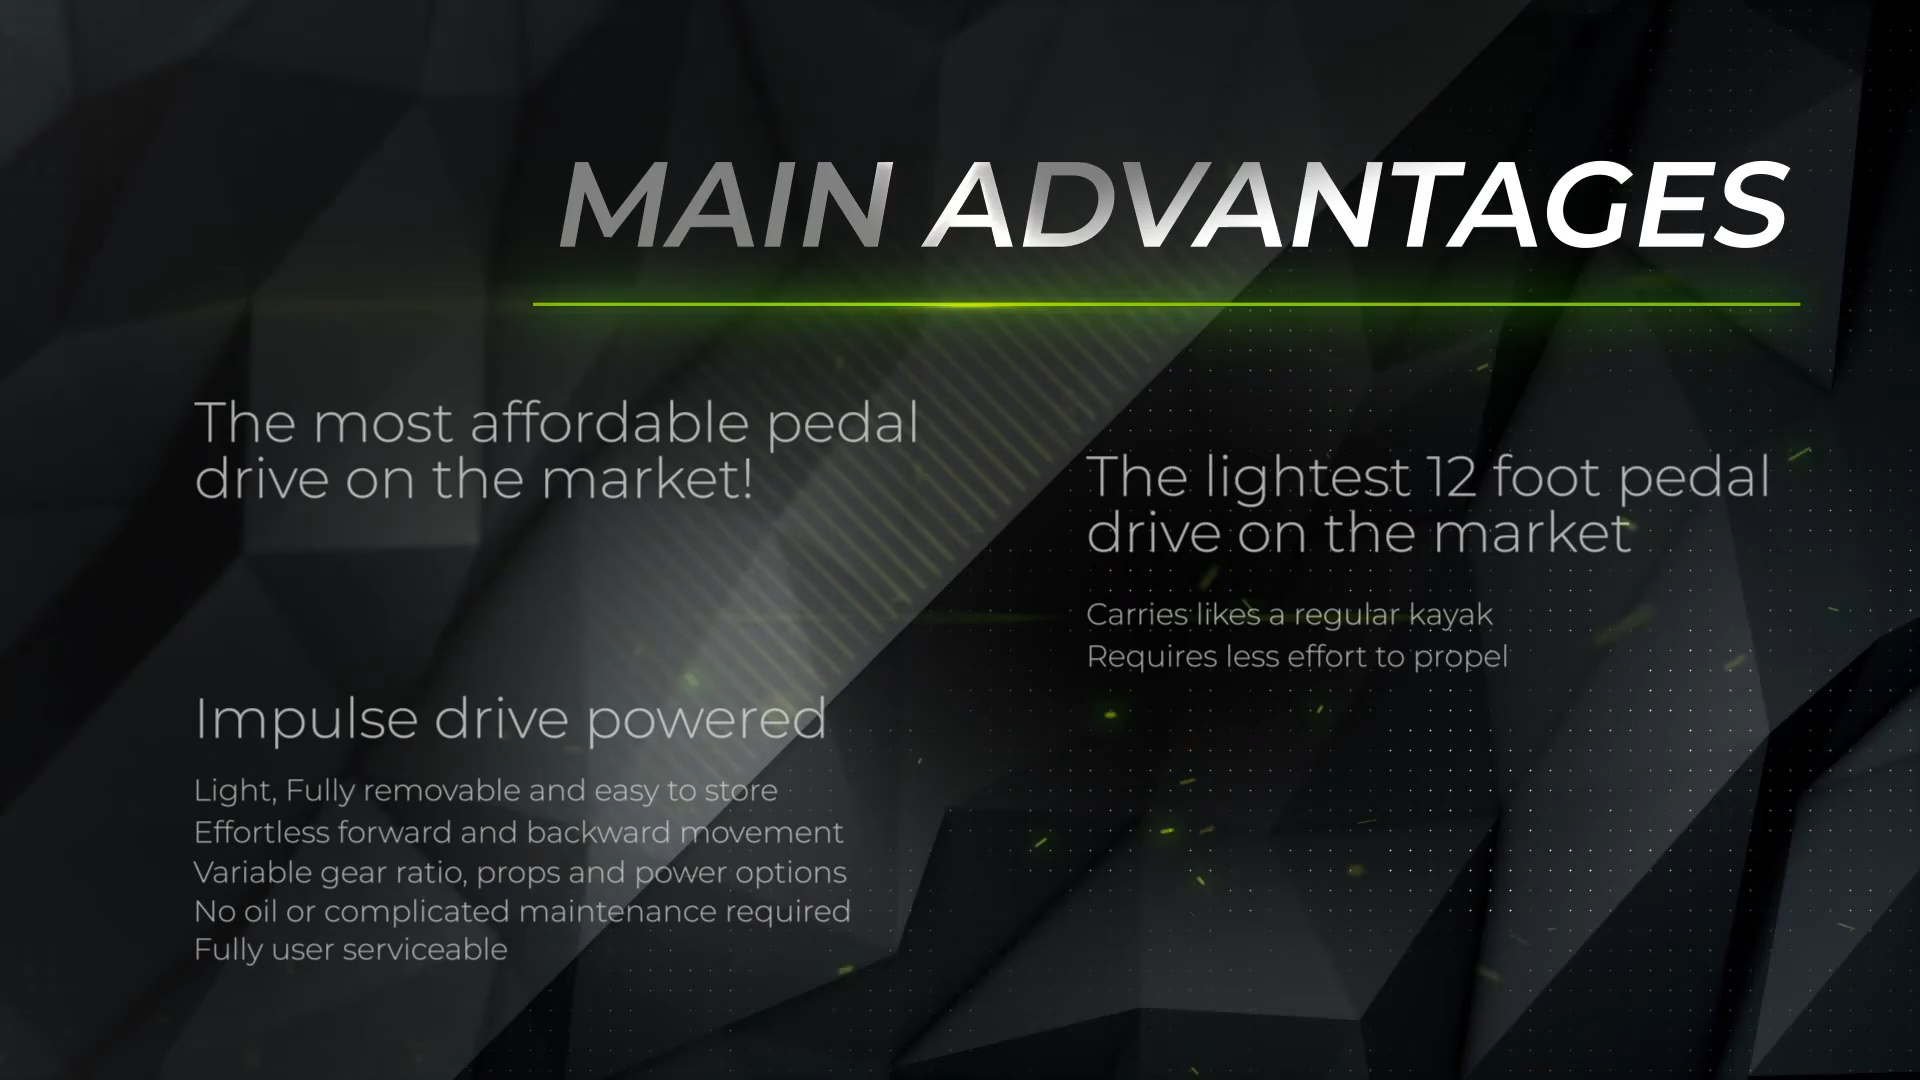 MAIN ADVANTAGES
The most affordable pedal
drive on the market!
Impulse drive powered
Light, Fully removable and easy to store
Effortless forward and backward movement
Variable gear ratio, props and power options
No oil or complicated maintenance required
Fully user serviceable
The lightest 12 foot pedal
drive on the market
Carries likes a regular kayak
Requires less effort to propel